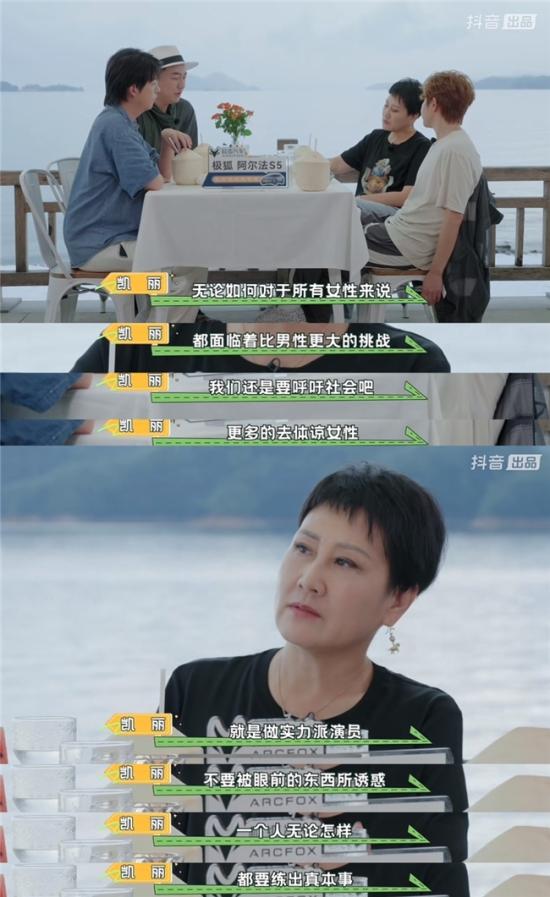 抖音 出品
极狐 阿尔法S5
凯 丽
无论如何对于所有女性来说
凯 丽
都面临着比男性更大的挑战
凯 丽
我们还是要呼吁社会吧
凯 丽
更多的去体谅女性
抖音 出品
凯 丽
就是做实力派演员
凯 丽
不要被眼前的东西所诱惑
ARCFOX
凯 丽
一个人无论怎样
ARCFOX
凯 丽
都要练出真本事